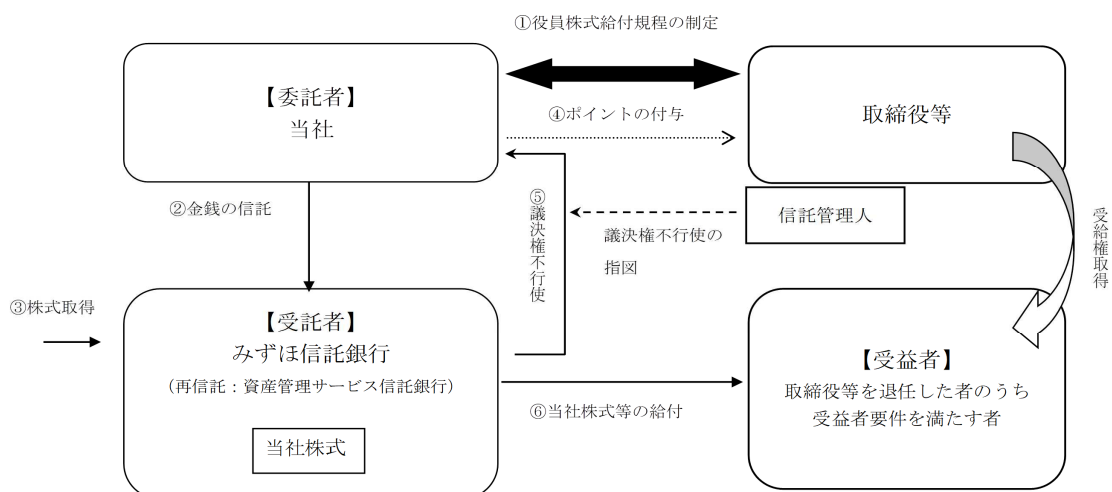 ①役員株式給付規程の制定
【委託者】
当社
④ポイントの付与
取締役等
②金銭の信託
⑤議決権不行使
議決権不行使の
指図
信託管理人
受給権取得
③株式取得
【受託者】
みずほ信託銀行
（再信託：資産管理サービス信託銀行）
当社株式
⑥当社株式等の給付
【受益者】
取締役等を退任した者のうち
受益者要件を満たす者